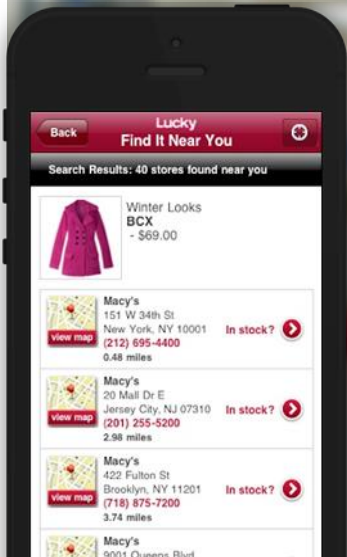 Back
Lucky
Find It Near You
Search Results: 40 stores found near you
Winter Looks
BCX
- $69.00
Macy's
151 W 34th St
New York, NY 10001
(212) 695-4400
0.48 miles
view map
In stock?
Macy's
20 Mall Dr E
Jersey City, NJ 07310
(201) 255-5200
2.98 miles
view map
In stock?
Macy's
422 Fulton St
Brooklyn, NY 11201
(718) 875-7200
3.74 miles
view map
In stock?
Macy's
9001 Queens Blvd